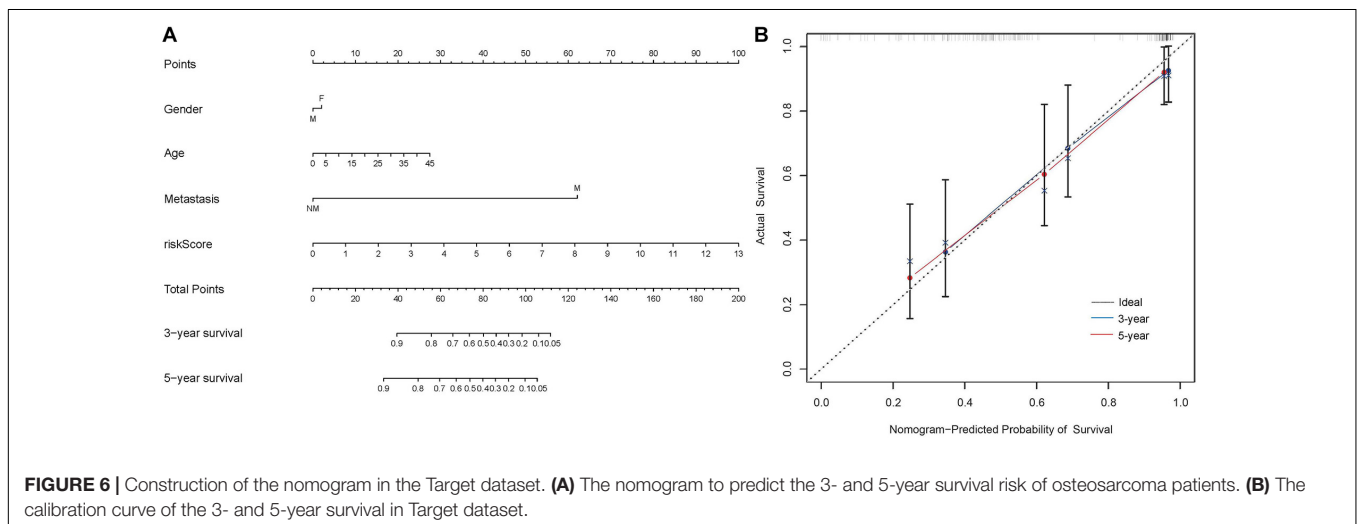 A
Points
0 10 20 30 40 50 60 70 80 90 100
Gender
F
M
Age
0 5 15 25 35 45
Metastasis
M
NM
riskScore
0 1 2 3 4 5 6 7 8 9 10 11 12 13
Total Points
0 20 40 60 80 100 120 140 160 180 200
3−year survival
0.9 0.8 0.7 0.6 0.5 0.4 0.3 0.2 0.10.05
5−year survival
0.9 0.8 0.7 0.6 0.5 0.4 0.3 0.2 0.10.05
B
Actual Survival
1.0
0.8
0.6
0.4
0.2
0.0
Ideal
3-year
5-year
0.0 0.2 0.4 0.6 0.8 1.0
Nomogram−Predicted Probability of Survival
FIGURE 6 | Construction of the nomogram in the Target dataset. (A) The nomogram to predict the 3- and 5-year survival risk of osteosarcoma patients. (B) The
calibration curve of the 3- and 5-year survival in Target dataset.